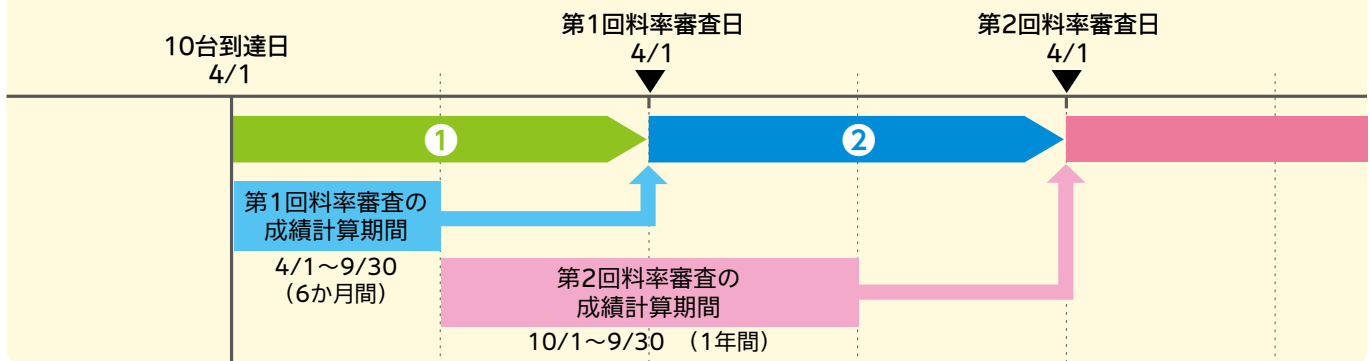 10台到達日
4/1
第1回料率審査日
4/1
第2回料率審査日
4/1
1
2
第1回料率審査の
成績計算期間
4/1～9/30
（6か月間）
第2回料率審査の
成績計算期間
10/1～9/30 （1年間）